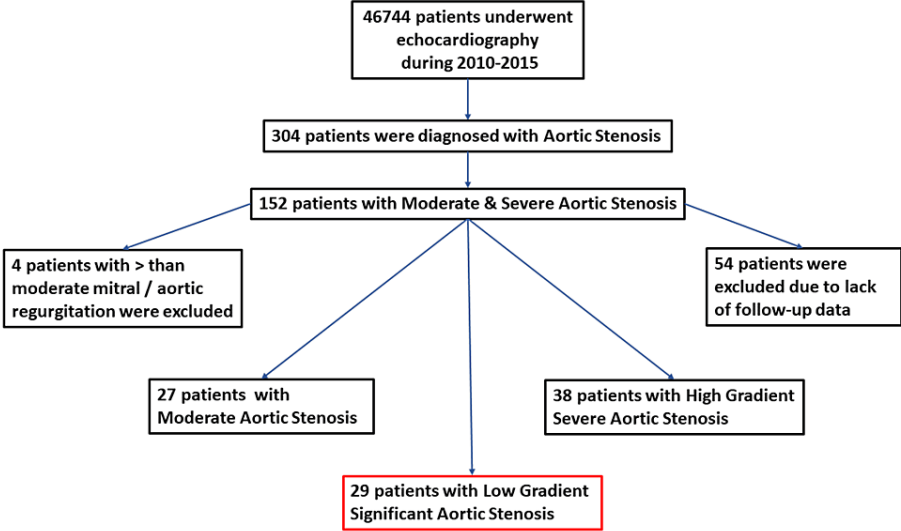 46744 patients underwent
echocardiography
during 2010-2015
304 patients were diagnosed with Aortic Stenosis
152 patients with Moderate & Severe Aortic Stenosis
4 patients with > than
moderate mitral / aortic
regurgitation were excluded
54 patients were
excluded due to lack
of follow-up data
27 patients with
Moderate Aortic Stenosis
38 patients with High Gradient
Severe Aortic Stenosis
29 patients with Low Gradient
Significant Aortic Stenosis